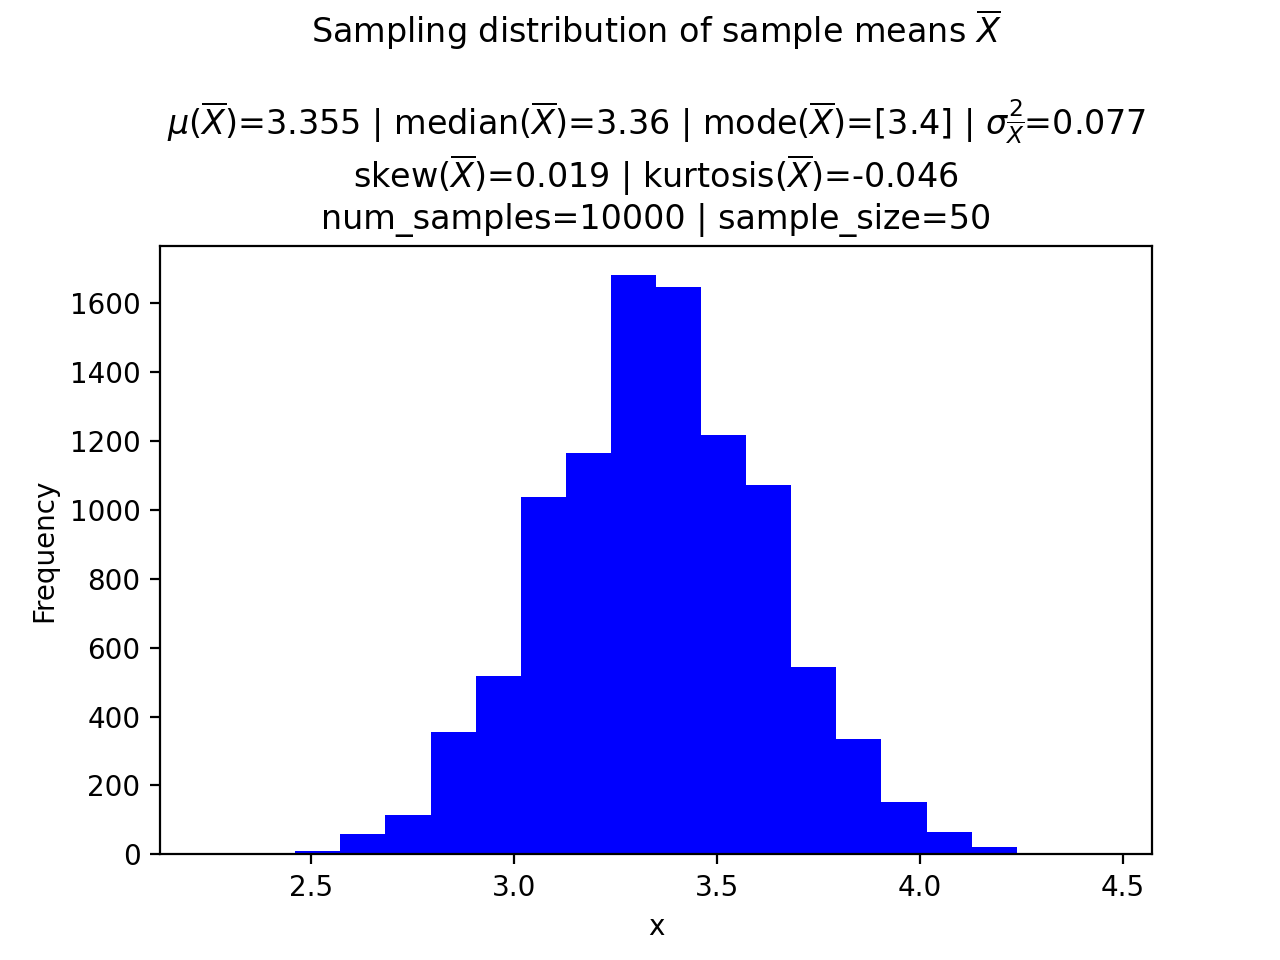 Sampling distribution of sample means X̅
μ(X̅)=3.355 | median(X̅)=3.36 | mode(X̅)=[3.4] | σ²_X̅=0.077
skew(X̅)=0.019 | kurtosis(X̅)=-0.046
num_samples=10000 | sample_size=50
1600
1400
1200
1000
800
600
400
200
0
Frequency
2.5 3.0 3.5 4.0 4.5
x